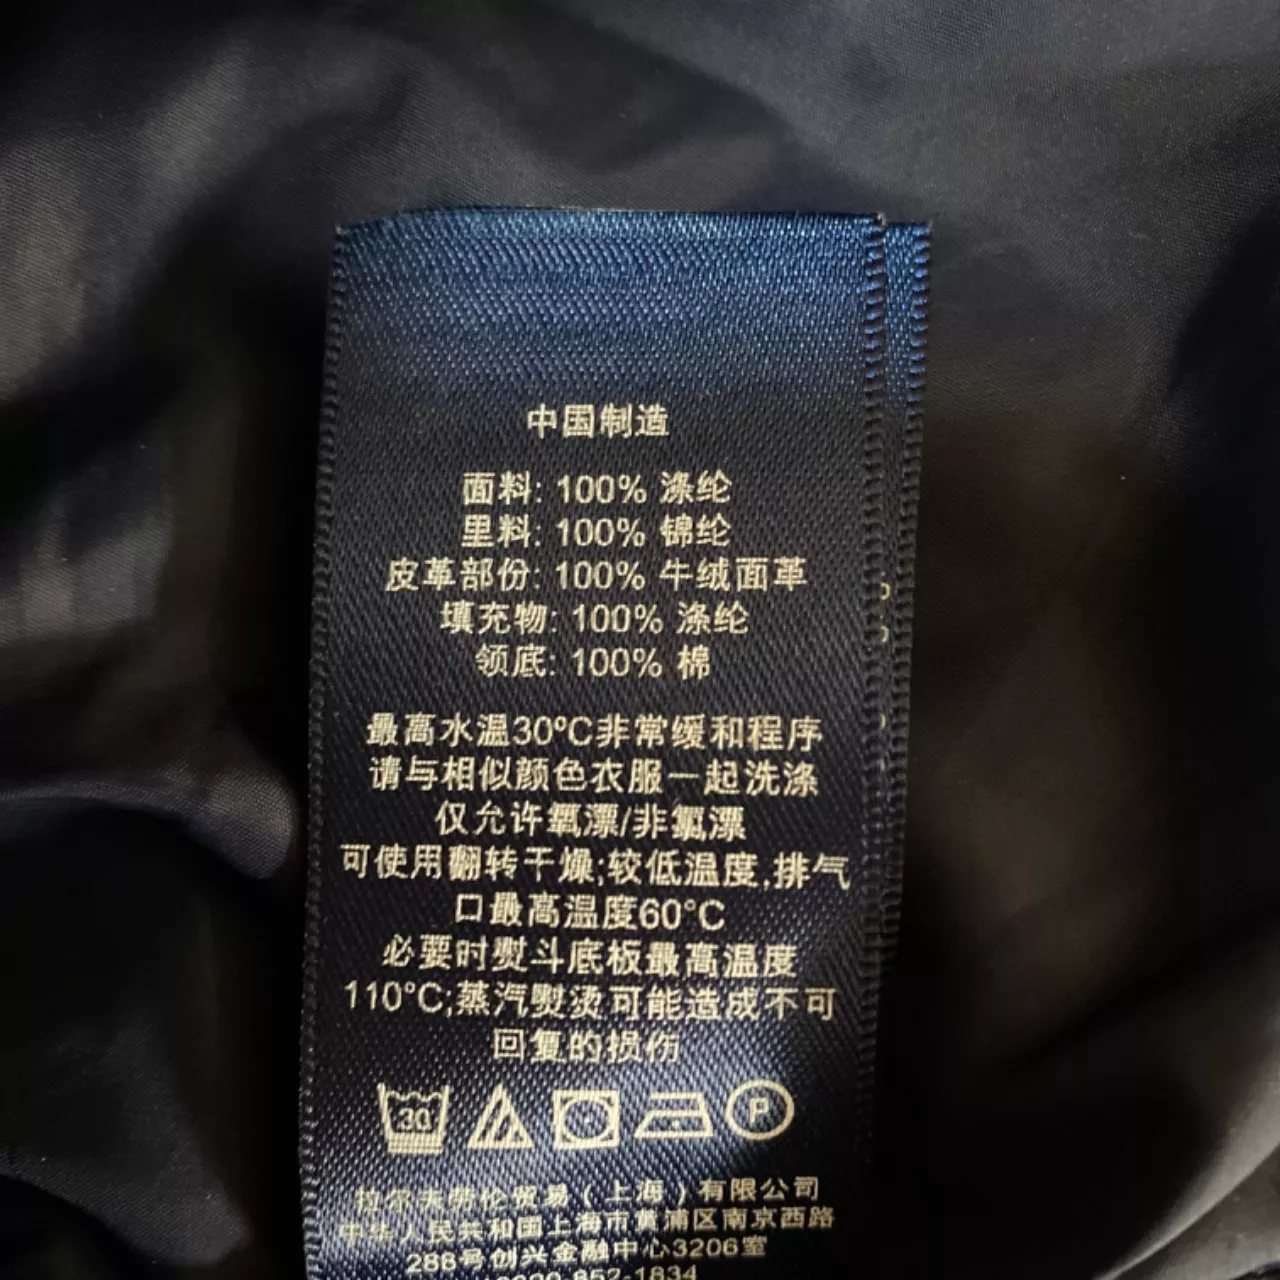 中国制造
面料: 100% 涤纶
里料: 100% 锦纶
皮革部份: 100% 牛绒面革
填充物: 100% 涤纶
领底: 100% 棉
最高水温30ºC非常缓和程序
请与相似颜色衣服一起洗涤
仅允许氧漂/非氯漂
可使用翻转干燥;较低温度,排气
口最高温度60°C
必要时熨斗底板最高温度
110°C;蒸汽熨烫可能造成不可
回复的损伤
30
P
拉尔夫劳伦贸易(上海)有限公司
中华人民共和国上海市黄浦区南京西路
288号创兴金融中心3206室
852-1834